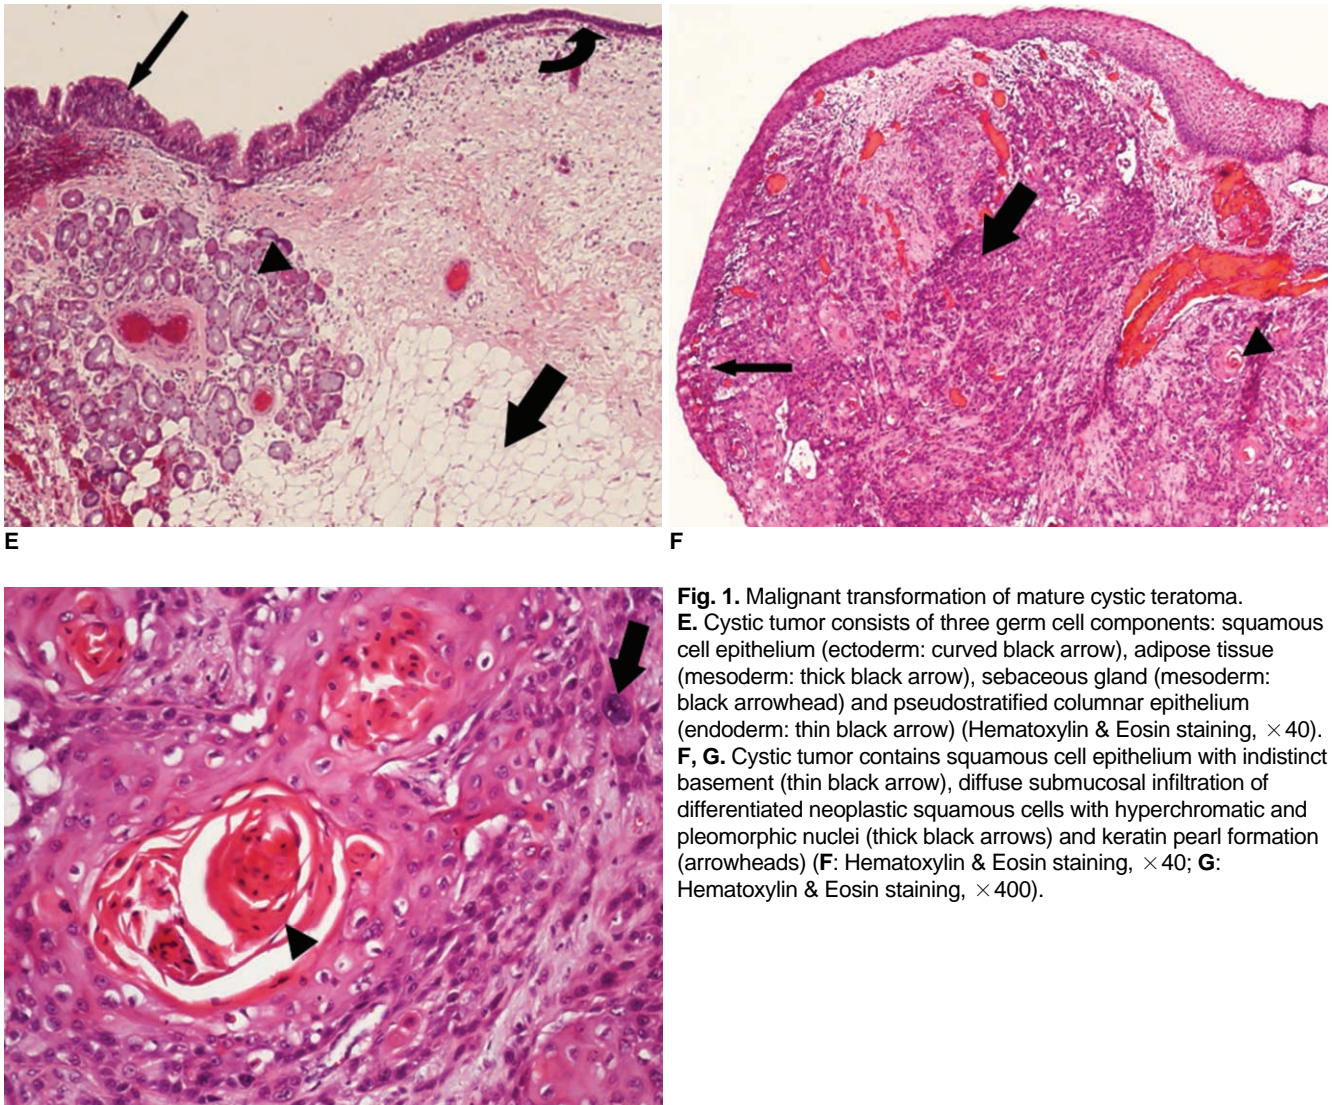 E
F
Fig. 1. Malignant transformation of mature cystic teratoma.
E. Cystic tumor consists of three germ cell components: squamous
cell epithelium (ectoderm: curved black arrow), adipose tissue
(mesoderm: thick black arrow), sebaceous gland (mesoderm:
black arrowhead) and pseudostratified columnar epithelium
(endoderm: thin black arrow) (Hematoxylin & Eosin staining, ×40).
F, G. Cystic tumor contains squamous cell epithelium with indistinct
basement (thin black arrow), diffuse submucosal infiltration of
differentiated neoplastic squamous cells with hyperchromatic and
pleomorphic nuclei (thick black arrows) and keratin pearl formation
(arrowheads) (F: Hematoxylin & Eosin staining, ×40; G:
Hematoxylin & Eosin staining, ×400).